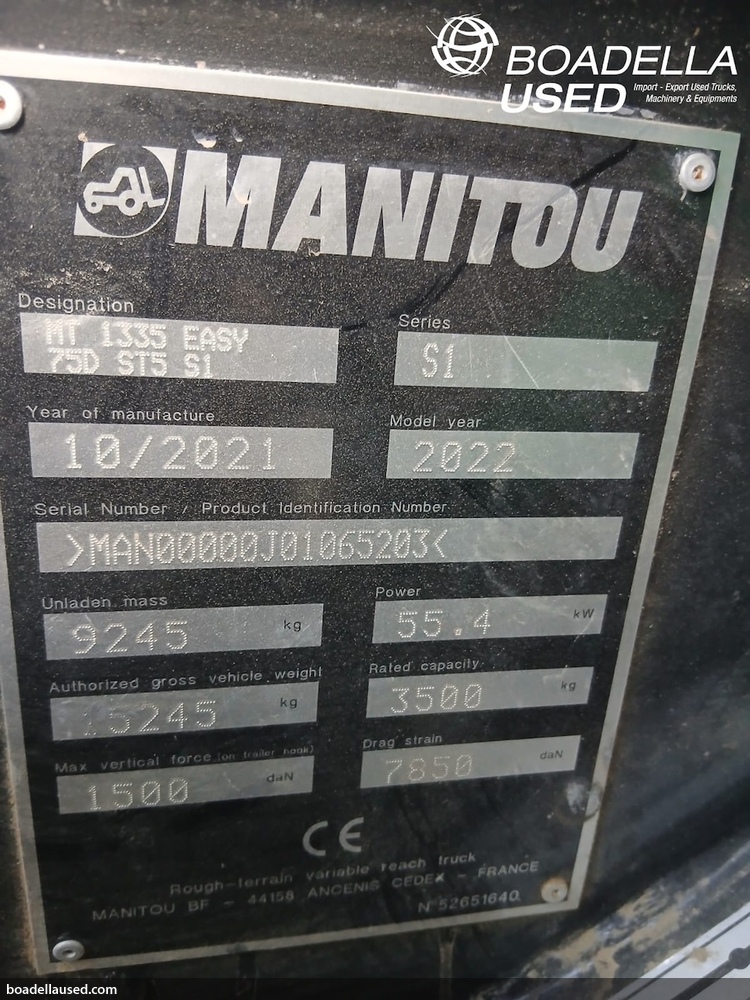 BOADELLA
USED
Import - Export Used Trucks,
Machinery & Equipments
MANITOU
Designation
MT 1335 EASY
75D ST5 S1
Series
S1
Year of manufacture
10/2021
Model year
2022
Serial Number / Product Identification Number
>MAN00000J01065203<
Unladen mass
9245 kg
Power
55.4 kW
Authorized gross vehicle weight
15245 kg
Rated capacity
3500 kg
Max vertical force (on trailer hook)
1500 daN
Drag strain
7850 daN
CE
Rough-terrain variable reach truck
MANITOU BF - 44158 ANCENIS CEDEX - FRANCE
N°52651640
boadellaused.com